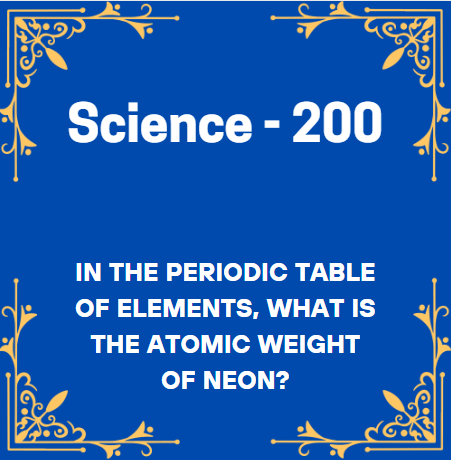 Science - 200
IN THE PERIODIC TABLE
OF ELEMENTS, WHAT IS
THE ATOMIC WEIGHT
OF NEON?